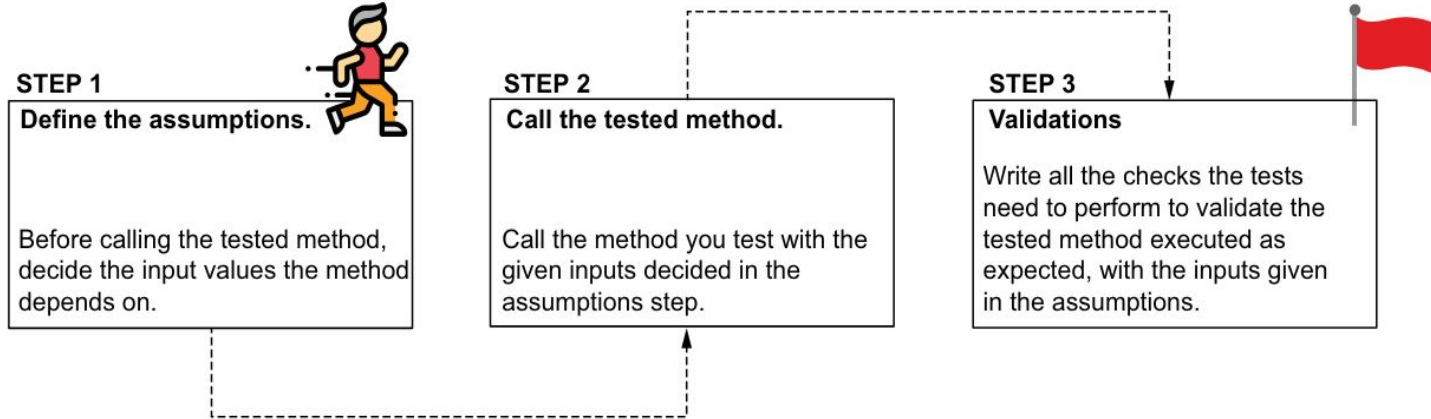 STEP 1
Define the assumptions.
Before calling the tested method,
decide the input values the method
depends on.
STEP 2
Call the tested method.
Call the method you test with the
given inputs decided in the
assumptions step.
STEP 3
Validations
Write all the checks the tests
need to perform to validate the
tested method executed as
expected, with the inputs given
in the assumptions.